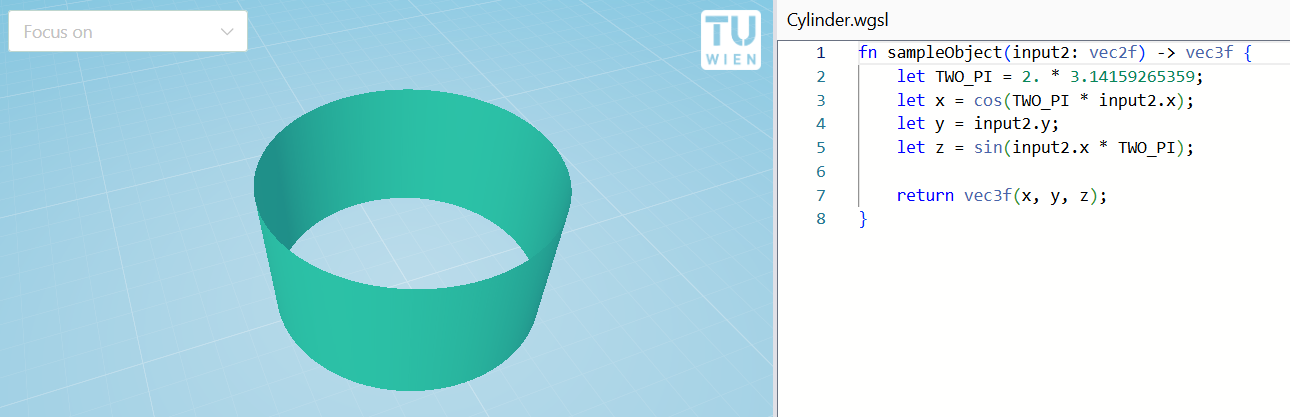 Focus on
TU
WIEN
Cylinder.wgsl
1 fn sampleObject(input2: vec2f) -> vec3f {
2 let TWO_PI = 2. * 3.14159265359;
3 let x = cos(TWO_PI * input2.x);
4 let y = input2.y;
5 let z = sin(input2.x * TWO_PI);
6
7 return vec3f(x, y, z);
8 }